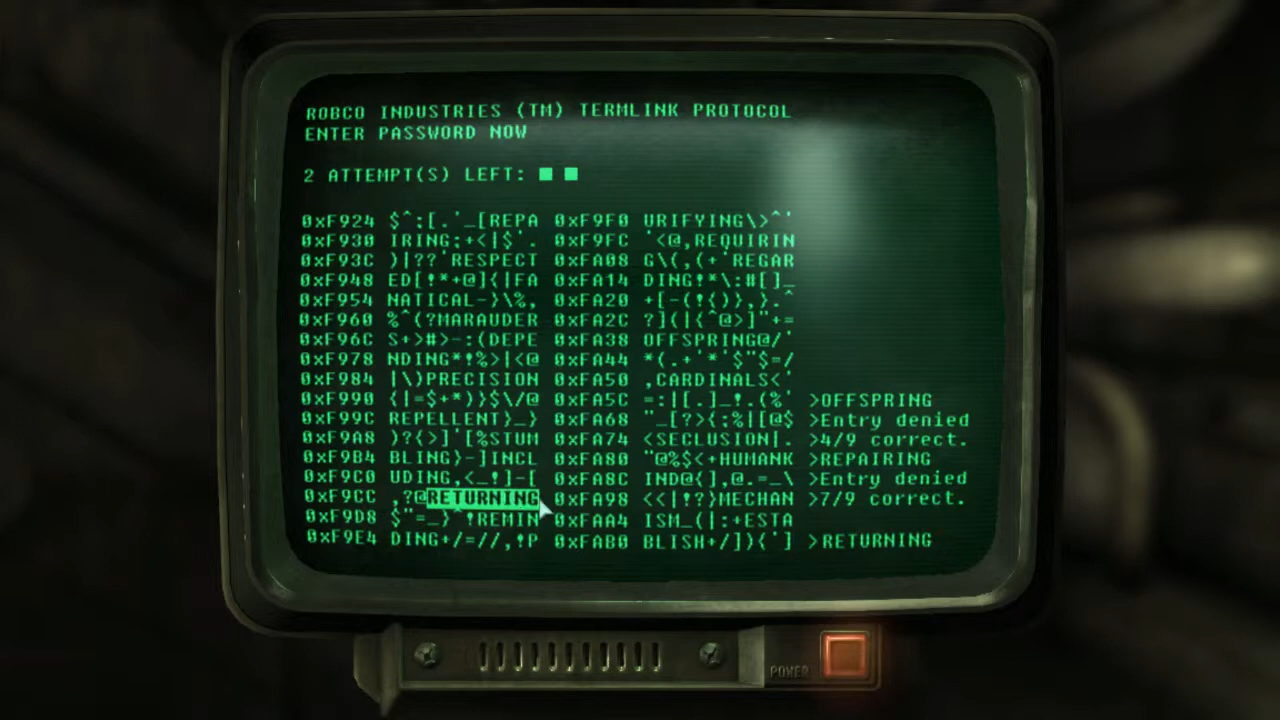 ROBCO INDUSTRIES (TM) TERMLINK PROTOCOL
ENTER PASSWORD NOW
2 ATTEMPT(S) LEFT: ■ ■
0xF924 $^:[.'_[REPA 0xF9F0 URIFYING\>^'
0xF930 IRING;+<|$'. 0xF9FC '<@,REQUIRIN
0xF93C )|??'RESPECT 0xFA08 G\(,(+'REGAR
0xF948 ED[!*+@]{|FA 0xFA14 DING!*\:#[]_
0xF954 NATICAL-}\%, 0xFA20 +[-(!{)},}.^
0xF960 %^(?MARAUDER 0xFA2C ?](|{^@>]"+=
0xF96C S+>#>-:(DEPE 0xFA38 OFFSPRING@/'
0xF978 NDING*!%>|<@ 0xFA44 *(.+'*'$"$=/
0xF984 |\)PRECISION 0xFA50 ,CARDINALS<'
0xF990 {|=$+*)}$\/@ 0xFA5C =:|[.]_!.(%' >OFFSPRING
0xF99C REPELLENT}_} 0xFA68 "_[?>{;%|[@$ >Entry denied
0xF9A8 )?{>]'[%STUM 0xFA74 <SECLUSION|. >4/9 correct.
0xF9B4 BLING}-]INCL 0xFA80 "@%$<+HUMANK >REPAIRING
0xF9C0 UDING,<_!]-[ 0xFA8C IND@{],@.=_\ >Entry denied
0xF9CC ,?@RETURNING 0xFA98 <<|!?}MECHAN >7/9 correct.
0xF9D8 $"=_}^!REMIN 0xFAA4 ISM_(|:+ESTA
0xF9E4 DING+/=//,!P 0xFAB0 BLISH+/]){'] >RETURNING
POWER